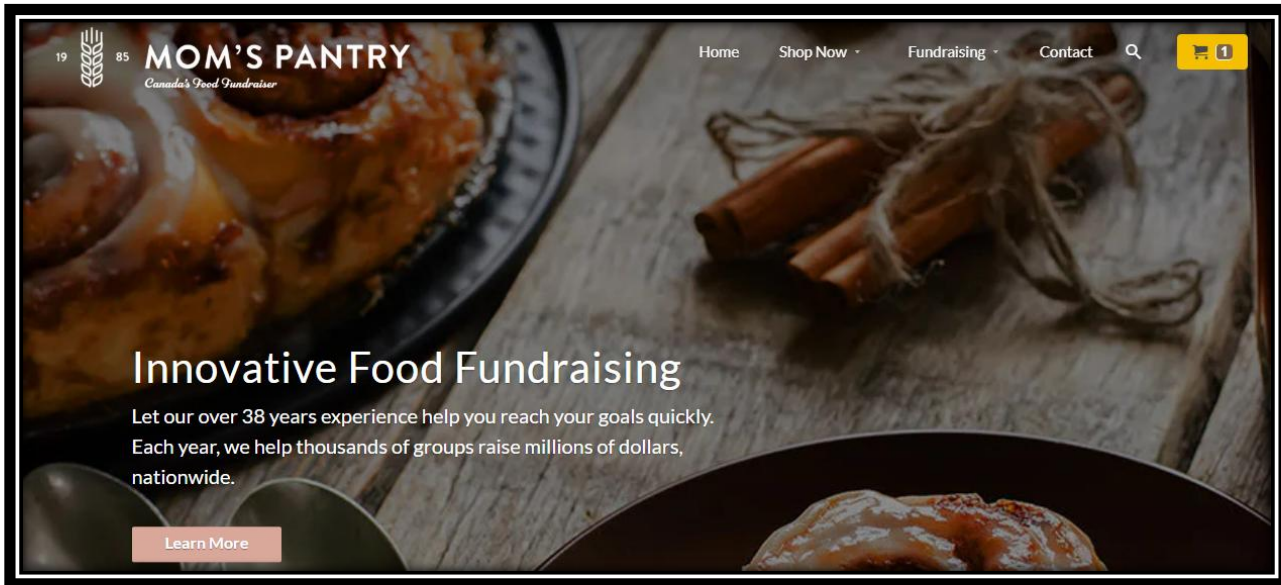 19 85 MOM'S PANTRY
Canada's Food Fundraiser
Home Shop Now Fundraising Contact 1
Innovative Food Fundraising
Let our over 38 years experience help you reach your goals quickly.
Each year, we help thousands of groups raise millions of dollars,
nationwide.
Learn More